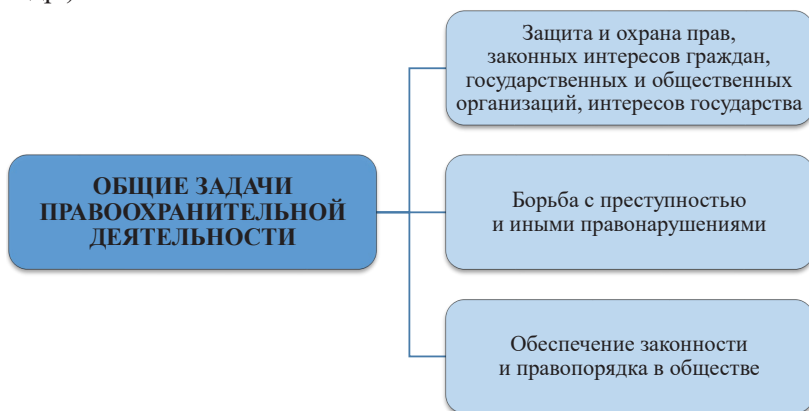 Защита и охрана прав,
законных интересов граждан,
государственных и общественных
организаций, интересов государства
ОБЩИЕ ЗАДАЧИ
ПРАВООХРАНИТЕЛЬНОЙ
ДЕЯТЕЛЬНОСТИ
Борьба с преступностью
и иными правонарушениями
Обеспечение законности
и правопорядка в обществе